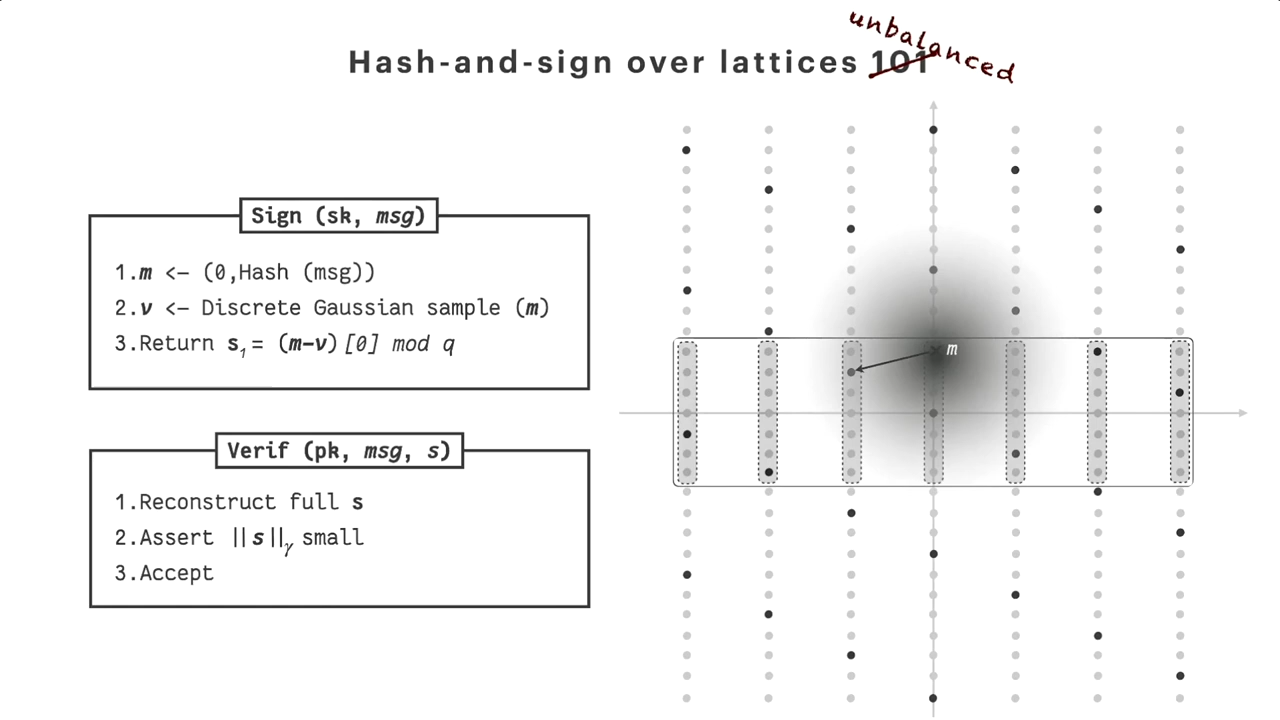 unbalanced
Hash-and-sign over lattices 101
Sign (sk, msg)
1.m <- (0,Hash (msg))
2.v <- Discrete Gaussian sample (m)
3.Return s₁= (m-v)[0] mod q
Verif (pk, msg, s)
1.Reconstruct full s
2.Assert ||s||ᵧ small
3.Accept
m